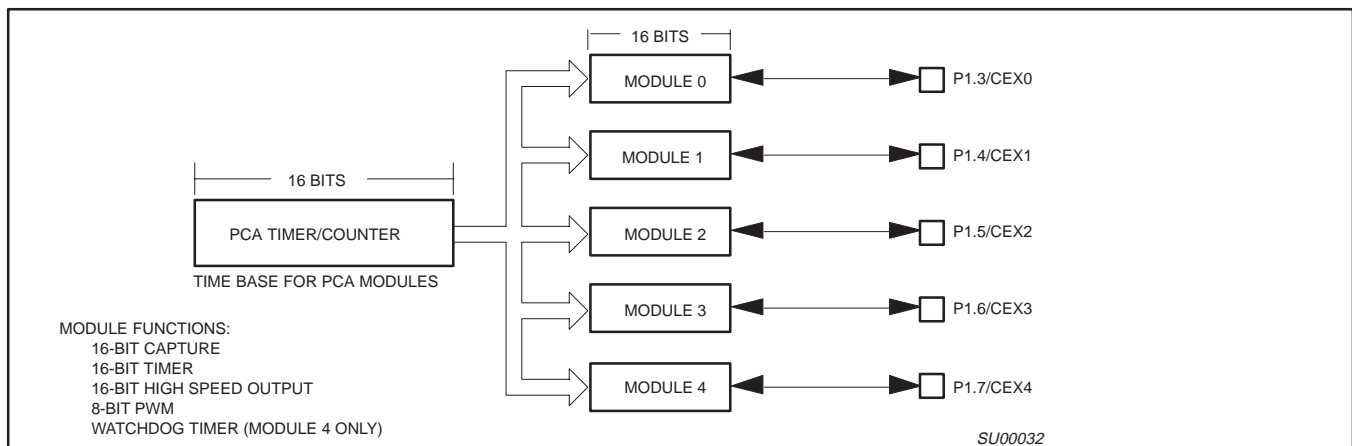 16 BITS
MODULE 0
P1.3/CEX0
MODULE 1
P1.4/CEX1
16 BITS
PCA TIMER/COUNTER
TIME BASE FOR PCA MODULES
MODULE 2
P1.5/CEX2
MODULE 3
P1.6/CEX3
MODULE 4
P1.7/CEX4
MODULE FUNCTIONS:
16-BIT CAPTURE
16-BIT TIMER
16-BIT HIGH SPEED OUTPUT
8-BIT PWM
WATCHDOG TIMER (MODULE 4 ONLY)
SU00032